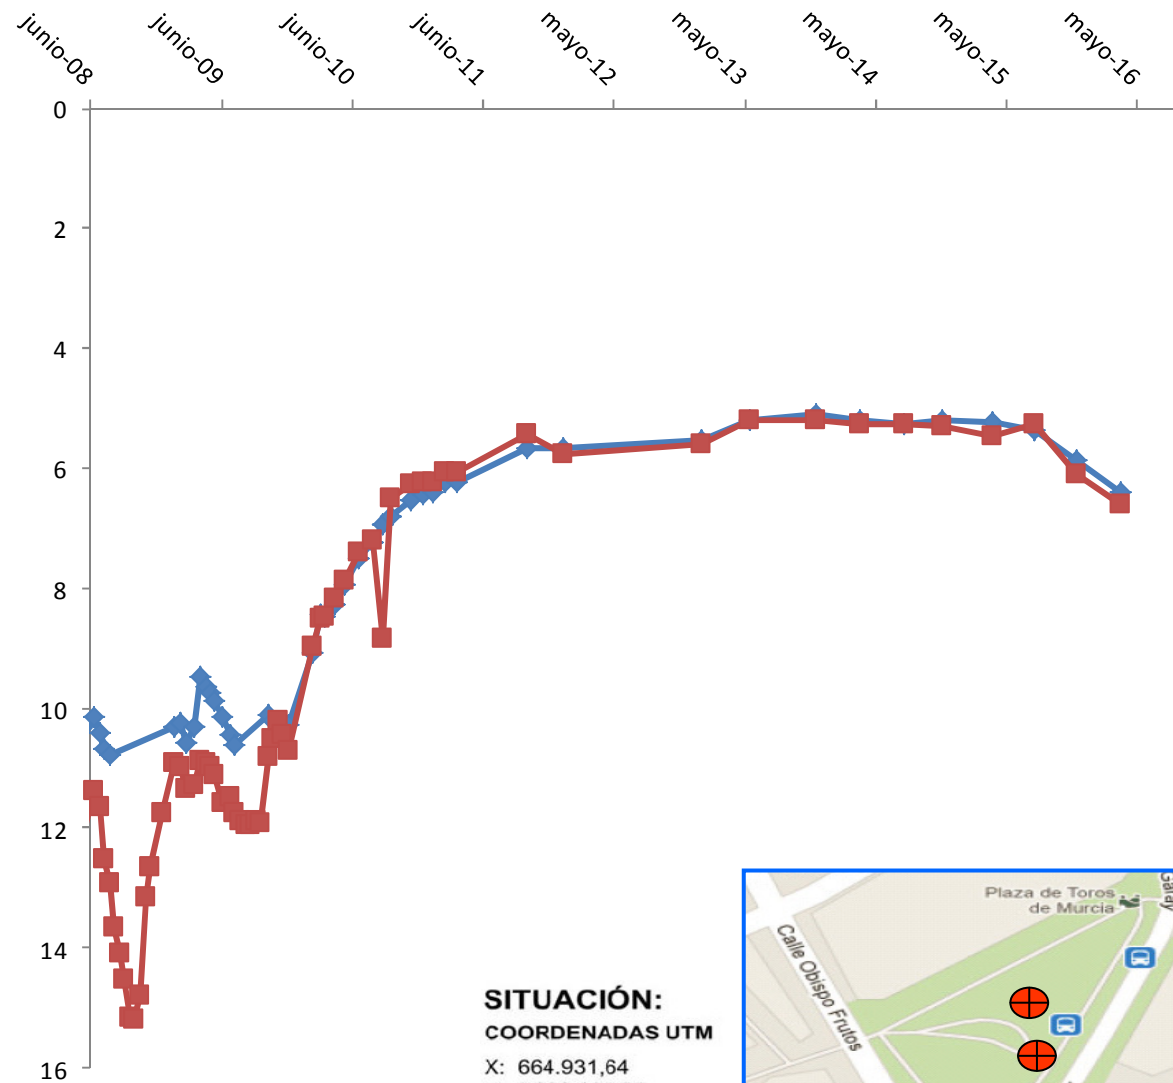 junio-08
junio-09
junio-10
junio-11
mayo-12
mayo-13
mayo-14
mayo-15
mayo-16
0
2
4
6
8
10
12
14
16
Plaza de Toros
de Murcia
Calle Obispo Frutos
SITUACIÓN:
COORDENADAS UTM
X: 664.931,64